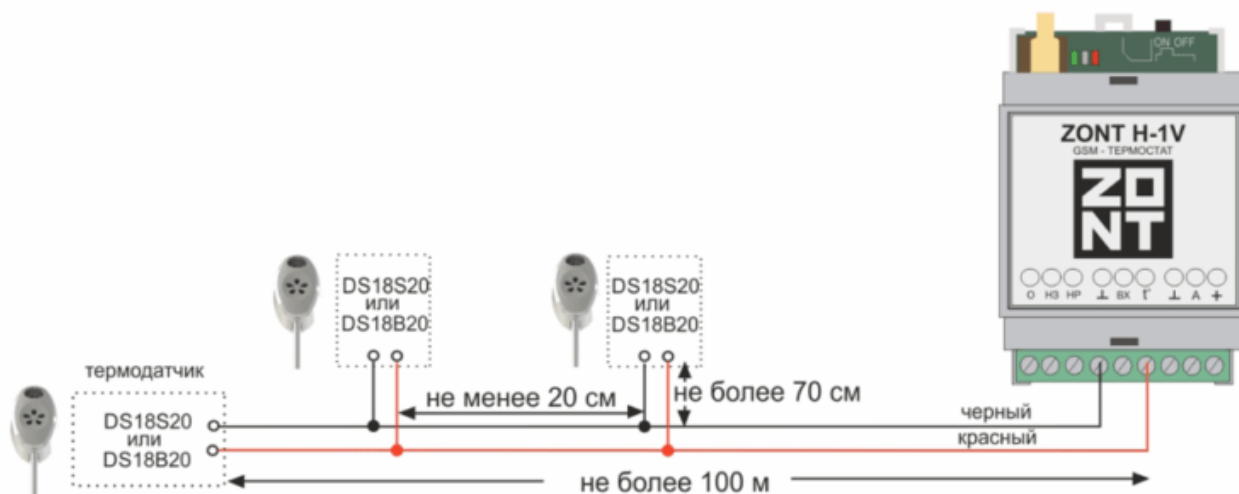 ON OFF
ZONT H-1V
GSM - ТЕРМОСТАТ
ZO
NT
О НЗ НР ⊥ ВХ t° ⊥ А +
DS18S20
или
DS18B20
DS18S20
или
DS18B20
термодатчик
DS18S20
или
DS18B20
не менее 20 см
не более 70 см
черный
красный
не более 100 м